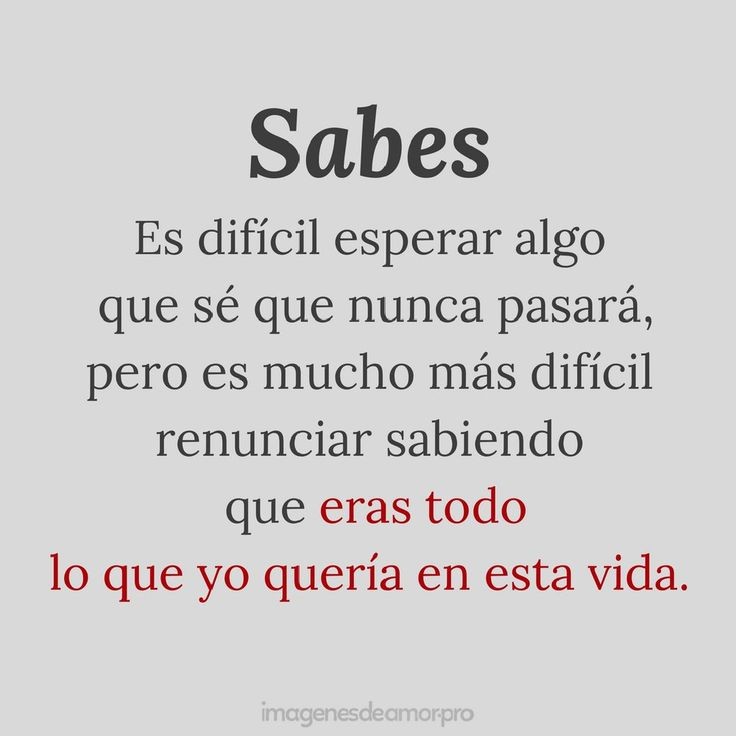 Sabes
Es difícil esperar algo
que sé que nunca pasará,
pero es mucho más difícil
renunciar sabiendo
que eras todo
lo que yo quería en esta vida.
imagenesdeamor.pro